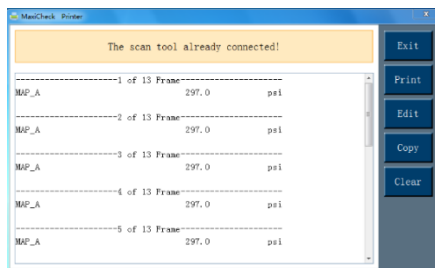 MaxiCheck Printer
The scan tool already connected!
--------------------1 of 13 Frame--------------------
MAP_A 297.0 psi
--------------------2 of 13 Frame--------------------
MAP_A 297.0 psi
--------------------3 of 13 Frame--------------------
MAP_A 297.0 psi
--------------------4 of 13 Frame--------------------
MAP_A 297.0 psi
--------------------5 of 13 Frame--------------------
MAP_A 297.0 psi
Exit
Print
Edit
Copy
Clear